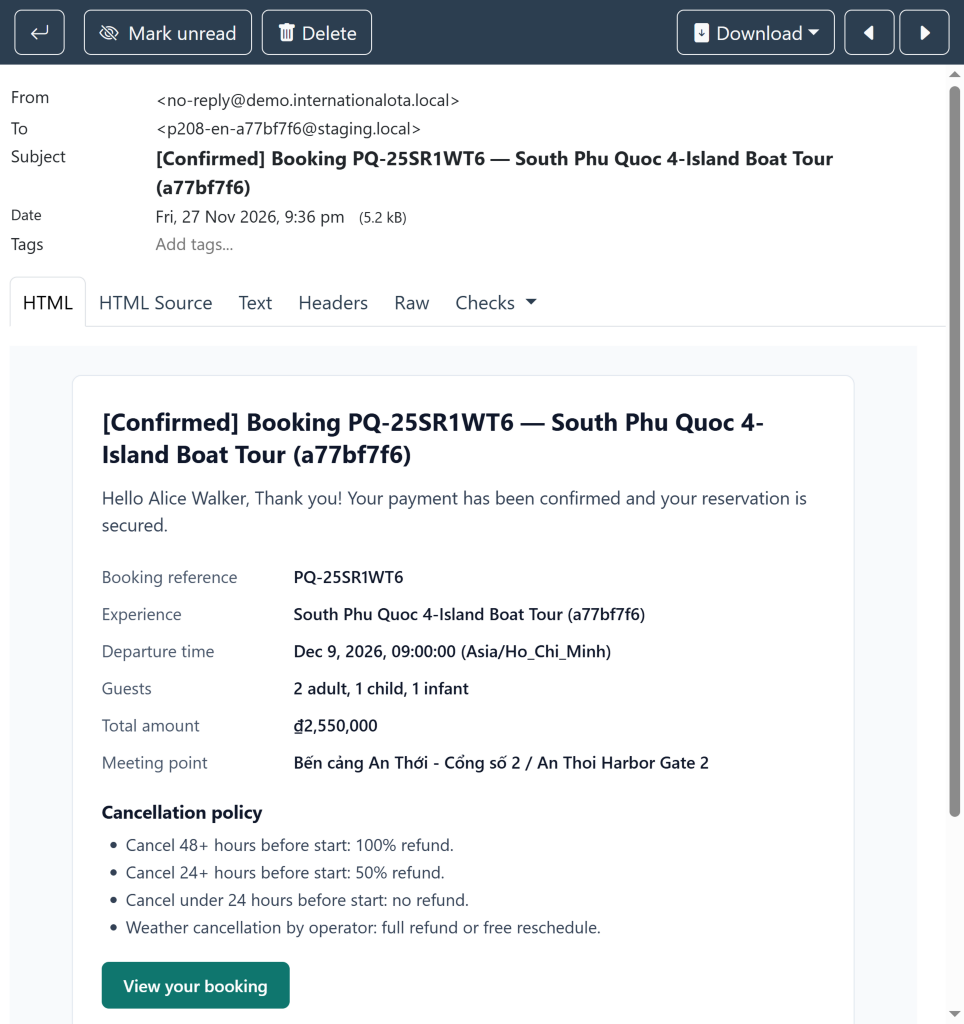 Mark unread
Delete
Download
From <no-reply@demo.internationalota.local>
To <p208-en-a77bf7f6@staging.local>
Subject [Confirmed] Booking PQ-25SR1WT6 — South Phu Quoc 4-Island Boat Tour
(a77bf7f6)
Date Fri, 27 Nov 2026, 9:36 pm (5.2 kB)
Tags Add tags...
HTML HTML Source Text Headers Raw Checks
[Confirmed] Booking PQ-25SR1WT6 — South Phu Quoc 4-
Island Boat Tour (a77bf7f6)
Hello Alice Walker, Thank you! Your payment has been confirmed and your reservation is
secured.
Booking reference PQ-25SR1WT6
Experience South Phu Quoc 4-Island Boat Tour (a77bf7f6)
Departure time Dec 9, 2026, 09:00:00 (Asia/Ho_Chi_Minh)
Guests 2 adult, 1 child, 1 infant
Total amount ₫2,550,000
Meeting point Bến cảng An Thới - Cổng số 2 / An Thoi Harbor Gate 2
Cancellation policy
• Cancel 48+ hours before start: 100% refund.
• Cancel 24+ hours before start: 50% refund.
• Cancel under 24 hours before start: no refund.
• Weather cancellation by operator: full refund or free reschedule.
View your booking